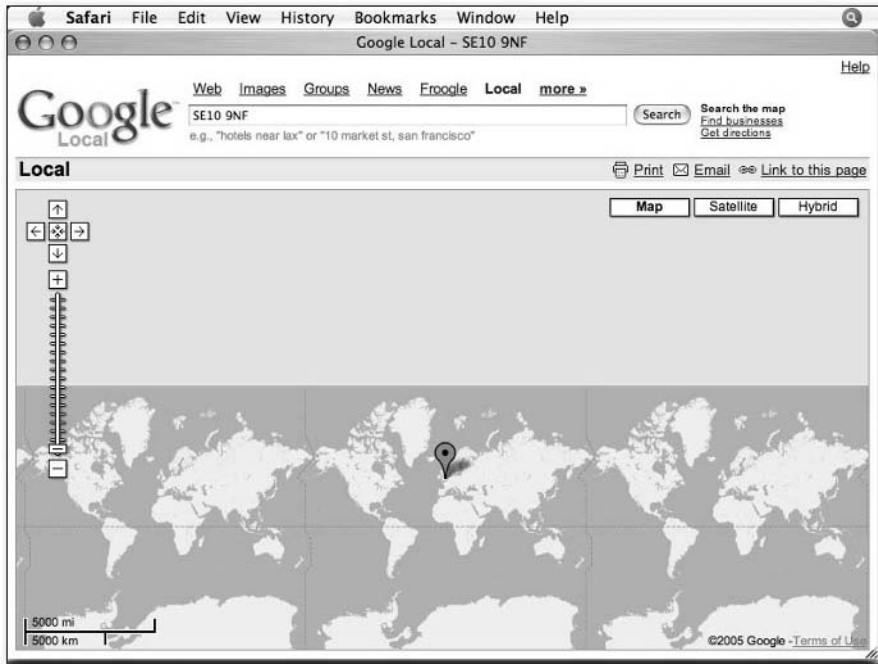 Safari File Edit View History Bookmarks Window Help
Google Local – SE10 9NF
Help
Web Images Groups News Froogle Local more »
Google Local
SE10 9NF
Search
Search the map
Find businesses
Get directions
e.g., "hotels near lax" or "10 market st, san francisco"
Local
Print Email Link to this page
Map Satellite Hybrid
5000 mi
5000 km
©2005 Google - Terms of Use